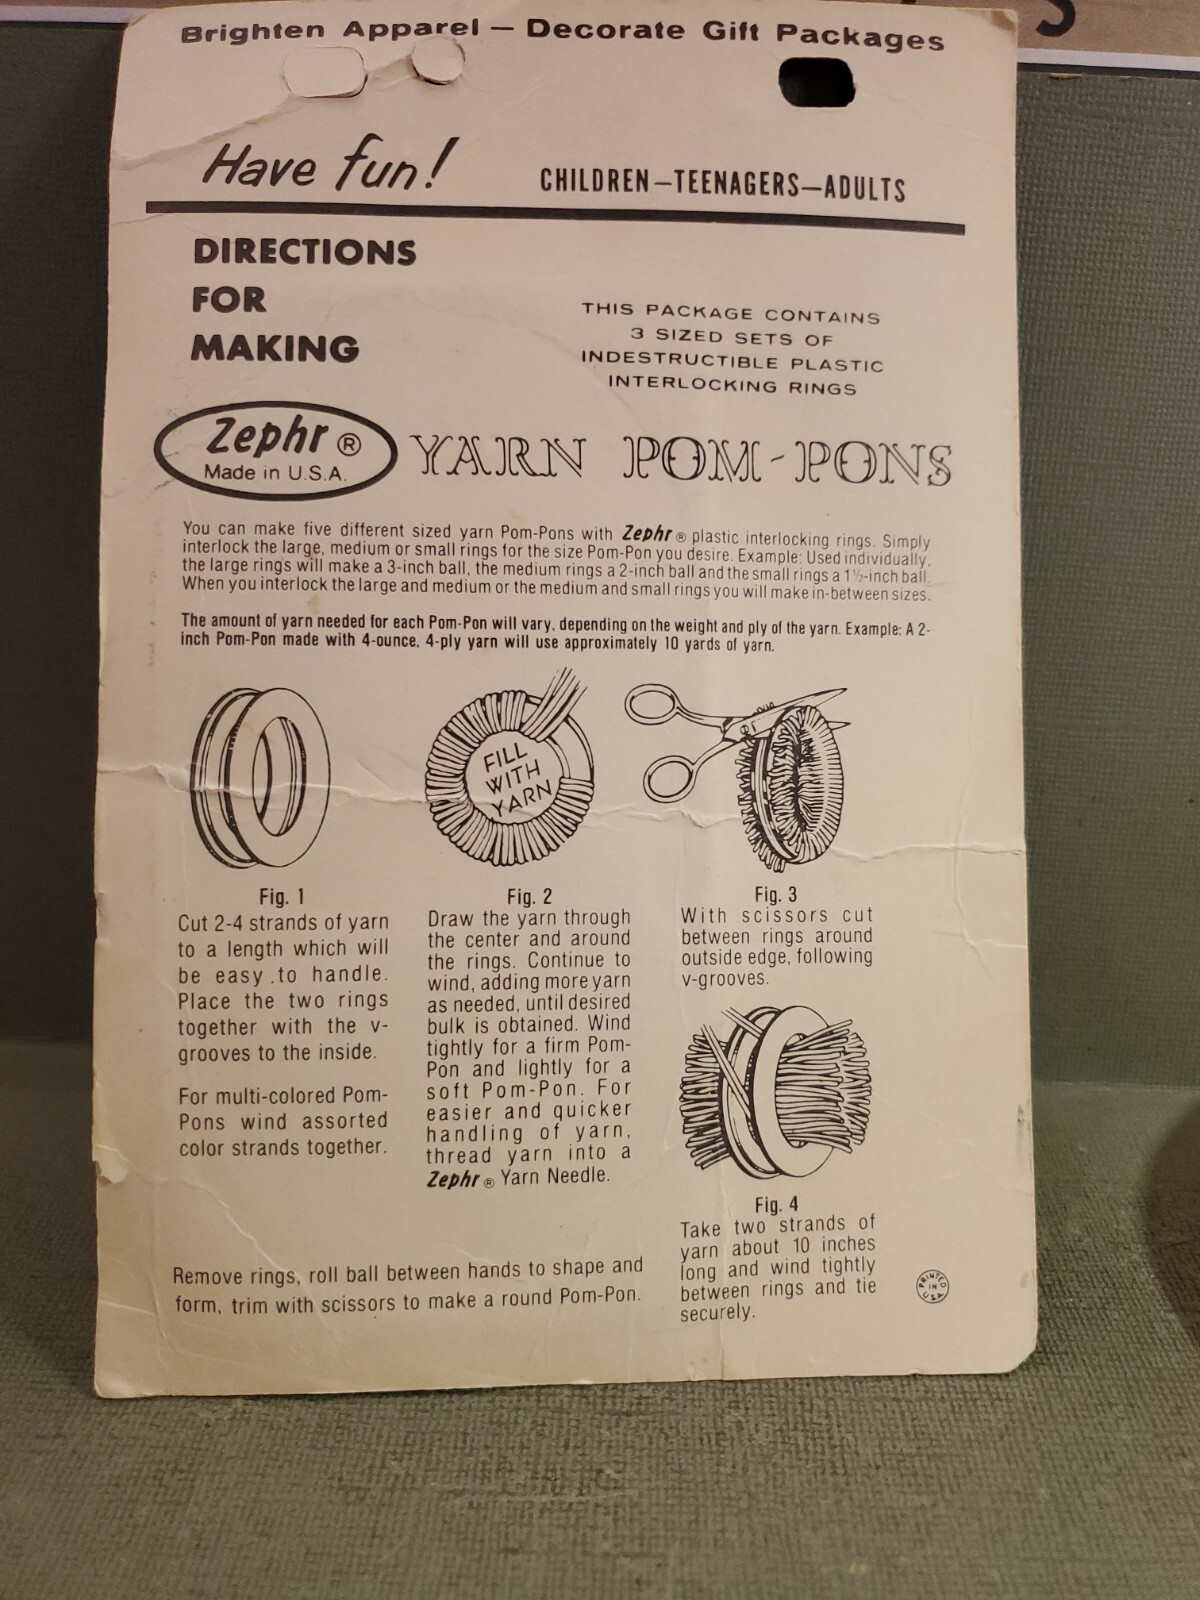 Brighten Apparel — Decorate Gift Packages
Have fun!
CHILDREN—TEENAGERS—ADULTS
DIRECTIONS
FOR
MAKING
THIS PACKAGE CONTAINS
3 SIZED SETS OF
INDESTRUCTIBLE PLASTIC
INTERLOCKING RINGS
Zephr ®
Made in U.S.A.
YARN POM-PONS
You can make five different sized yarn Pom-Pons with Zephr ® plastic interlocking rings. Simply
interlock the large, medium or small rings for the size Pom-Pon you desire. Example: Used individually,
the large rings will make a 3-inch ball, the medium rings a 2-inch ball and the small rings a 1½-inch ball.
When you interlock the large and medium or the medium and small rings you will make in-between sizes.
The amount of yarn needed for each Pom-Pon will vary, depending on the weight and ply of the yarn. Example: A 2-
inch Pom-Pon made with 4-ounce, 4-ply yarn will use approximately 10 yards of yarn.
FILL
WITH
YARN
Fig. 1
Cut 2-4 strands of yarn
to a length which will
be easy .to handle.
Place the two rings
together with the v-
grooves to the inside.
For multi-colored Pom-
Pons wind assorted
color strands together.
Fig. 2
Draw the yarn through
the center and around
the rings. Continue to
wind, adding more yarn
as needed, until desired
bulk is obtained. Wind
tightly for a firm Pom-
Pon and lightly for a
soft Pom-Pon. For
easier and quicker
handling of yarn,
thread yarn into a
Zephr ® Yarn Needle.
Fig. 3
With scissors cut
between rings around
outside edge, following
v-grooves.
Fig. 4
Take two strands of
yarn about 10 inches
long and wind tightly
between rings and tie
securely.
Remove rings, roll ball between hands to shape and
form, trim with scissors to make a round Pom-Pon.
PRINTED
IN
USA